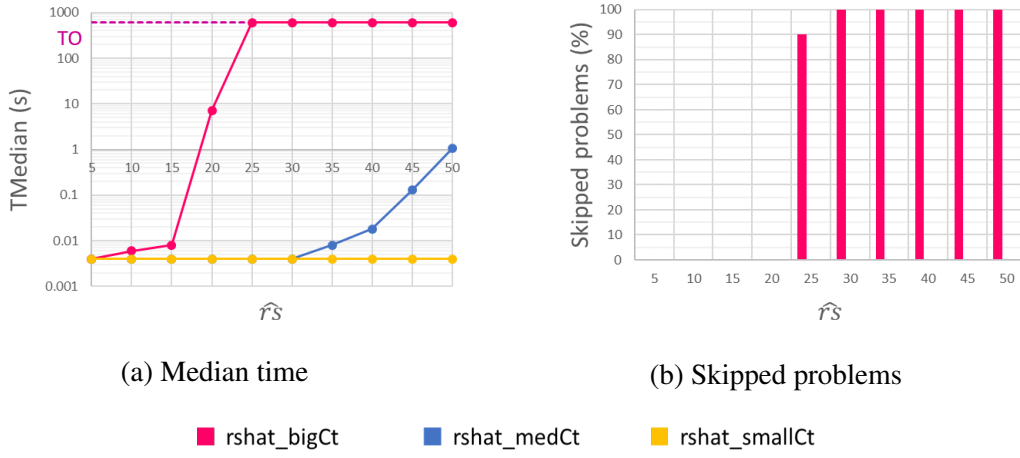 1000
TO
100
10
1
0.1
0.01
0.001
TMedian (s)
5 10 15 20 25 30 35 40 45 50
r̂s
(a) Median time
100
90
80
70
60
50
40
30
20
10
0
Skipped problems (%)
5 10 15 20 25 30 35 40 45 50
r̂s
(b) Skipped problems
rshat_bigCt rshat_medCt rshat_smallCt